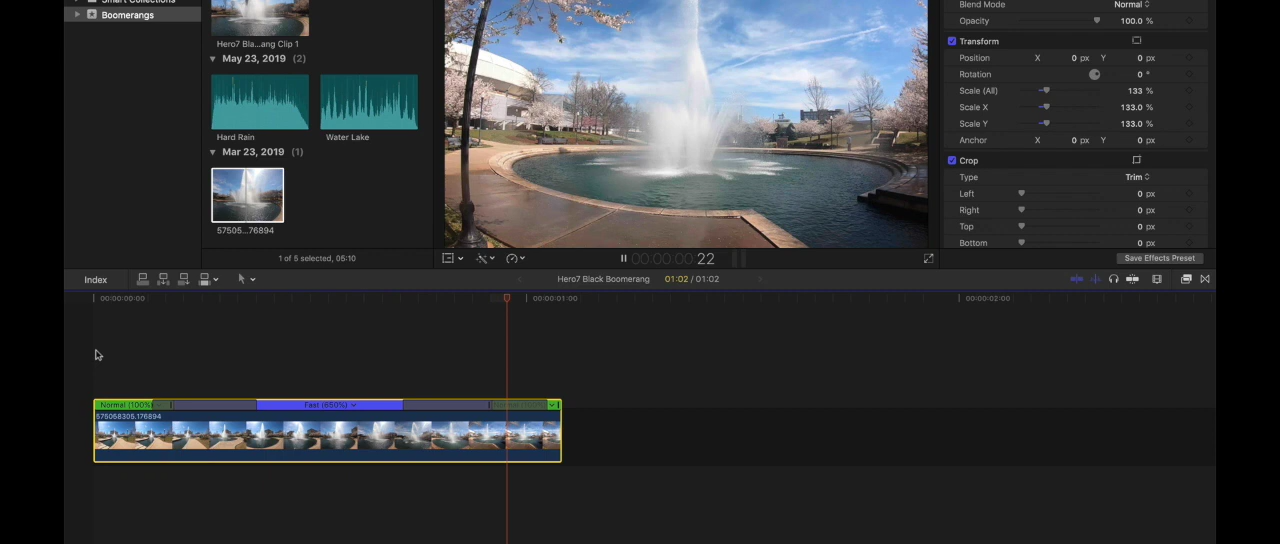 Smart Collections
Boomerangs
Hero7 Bla...ang Clip 1
May 23, 2019 (2)
Hard Rain
Water Lake
Mar 23, 2019 (1)
57505...76894
1 of 5 selected, 05:10
Blend Mode Normal
Opacity 100.0 %
Transform
Position X 0 px Y 0 px
Rotation 0 °
Scale (All) 133 %
Scale X 133.0 %
Scale Y 133.0 %
Anchor X 0 px Y 0 px
Crop
Type Trim
Left 0 px
Right 0 px
Top 0 px
Bottom 0 px
Save Effects Preset
00:00:00:22
Index
Hero7 Black Boomerang 01:02 / 01:02
00:00:00:00
00:00:01:00
00:00:02:00
Normal (100%)
Fast (650%)
Normal (100%)
575058305.176894